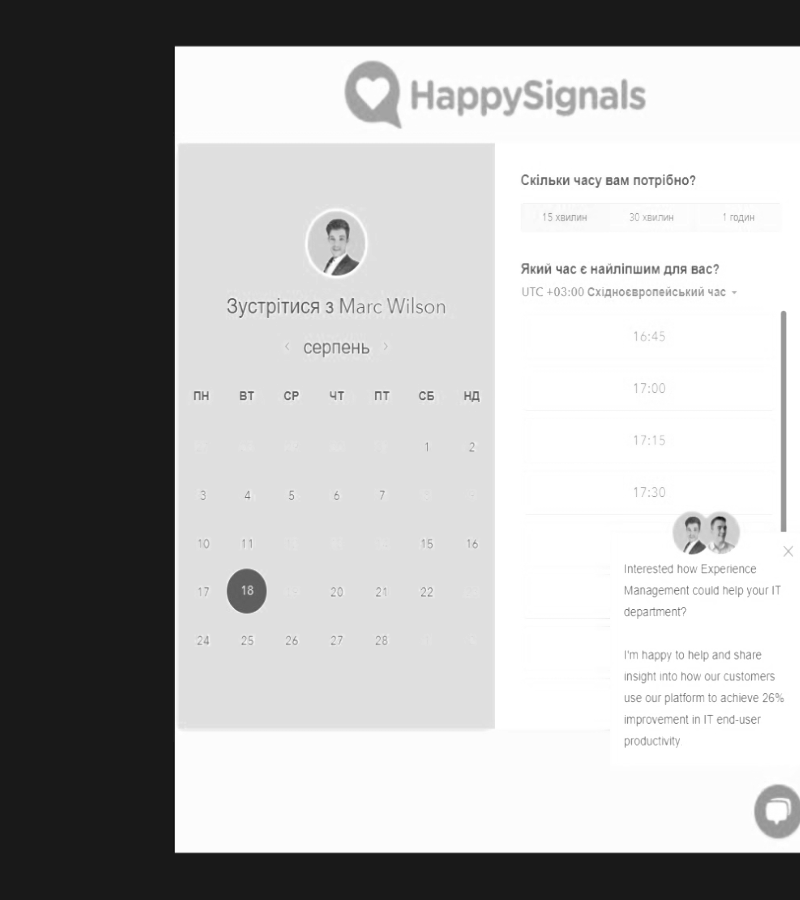 HappySignals
Зустрітися з Marc Wilson
серпень
ПН ВТ СР ЧТ ПТ СБ НД
1 2
3 4 5 6 7
10 11 15 16
17 18 20 21 22
24 25 26 27 28
Скільки часу вам потрібно?
15 хвилин 30 хвилин 1 годин
Який час є найліпшим для вас?
UTC +03:00 Східноєвропейський час
16:45
17:00
17:15
17:30
Interested how Experience
Management could help your IT
department?
I'm happy to help and share
insight into how our customers
use our platform to achieve 26%
improvement in IT end-user
productivity.